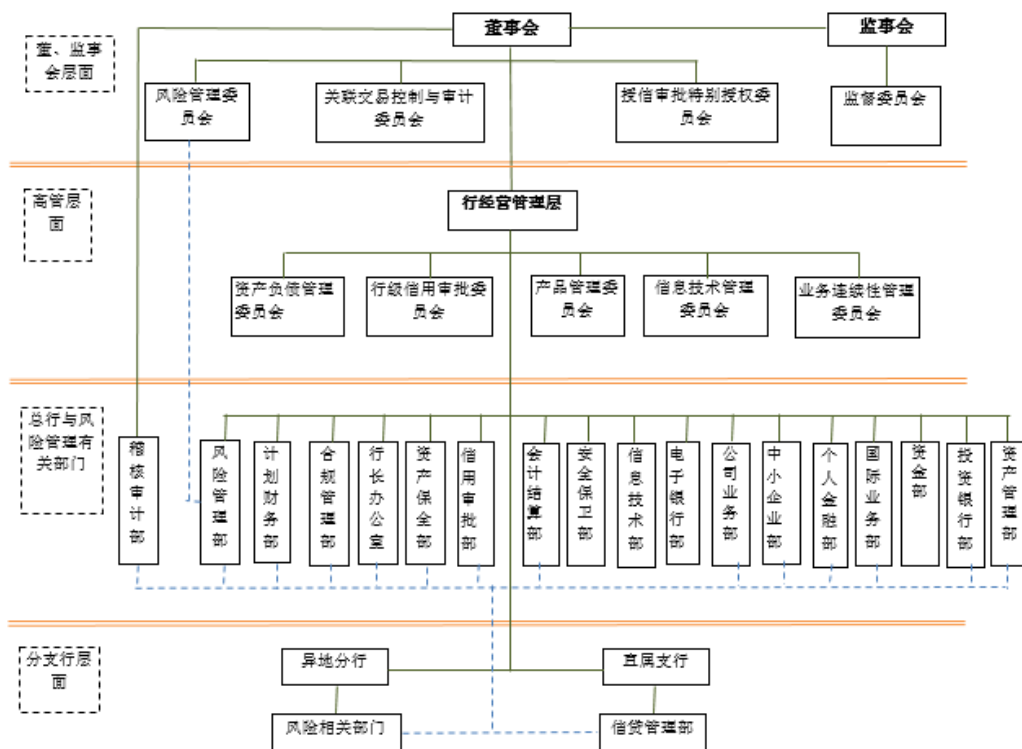 董事会
监事会
董、监事
会层面
风险管理委
员会
关联交易控制与审计
委员会
授信审批特别授权委
员会
监督委员会
高管层
面
行经营管理层
资产负债管理
委员会
行级信用审批委
员会
产品管理委
员会
信息技术管理
委员会
业务连续性管理
委员会
总行与风
险管理有
关部门
稽核审计部
风险管理部
计划财务部
合规管理部
行长办公室
资产保全部
信用审批部
会计结算部
安全保卫部
信息技术部
电子银行部
公司业务部
中小企业部
个人金融部
国际业务部
资金部
投资银行部
资产管理部
分支行层
面
异地分行
直属支行
风险相关部门
信贷管理部